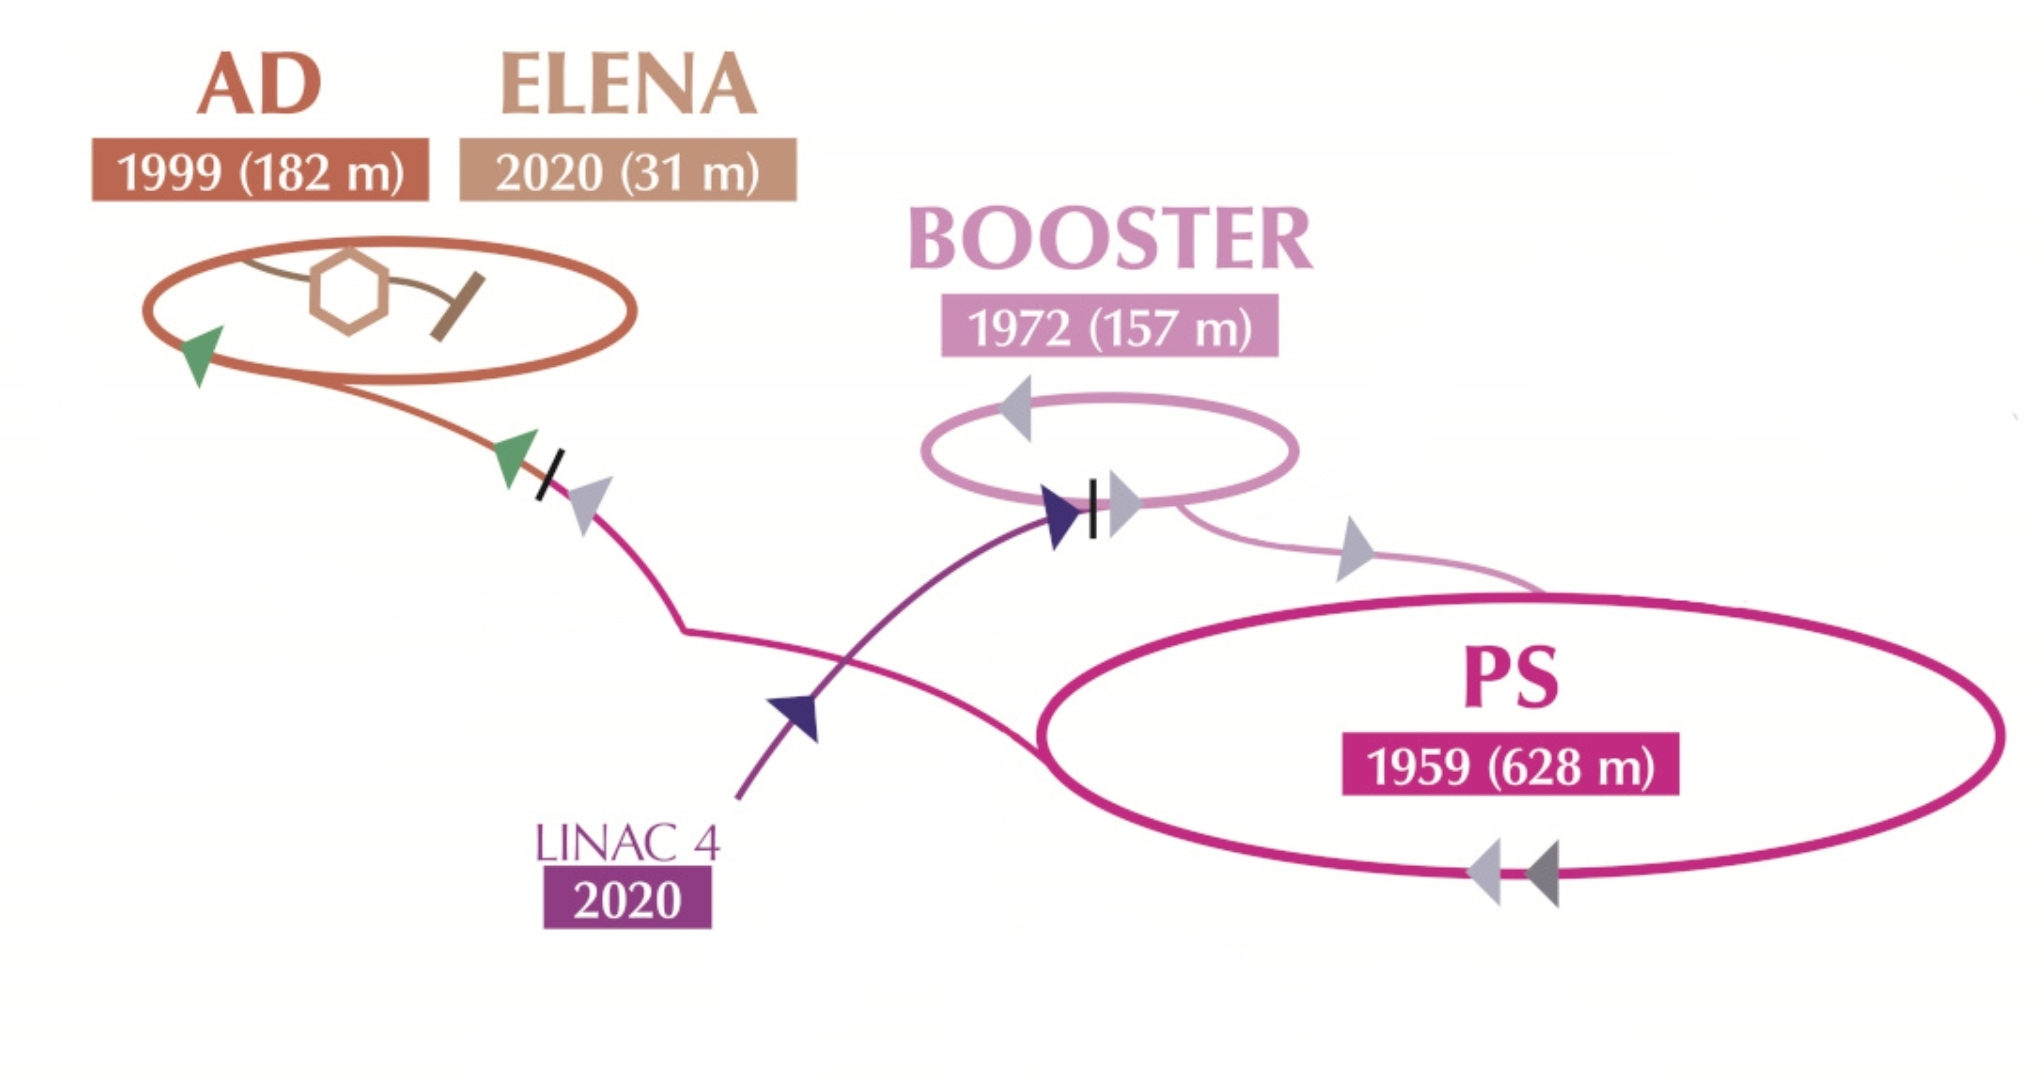 AD
1999 (182 m)
ELENA
2020 (31 m)
BOOSTER
1972 (157 m)
PS
1959 (628 m)
LINAC 4
2020